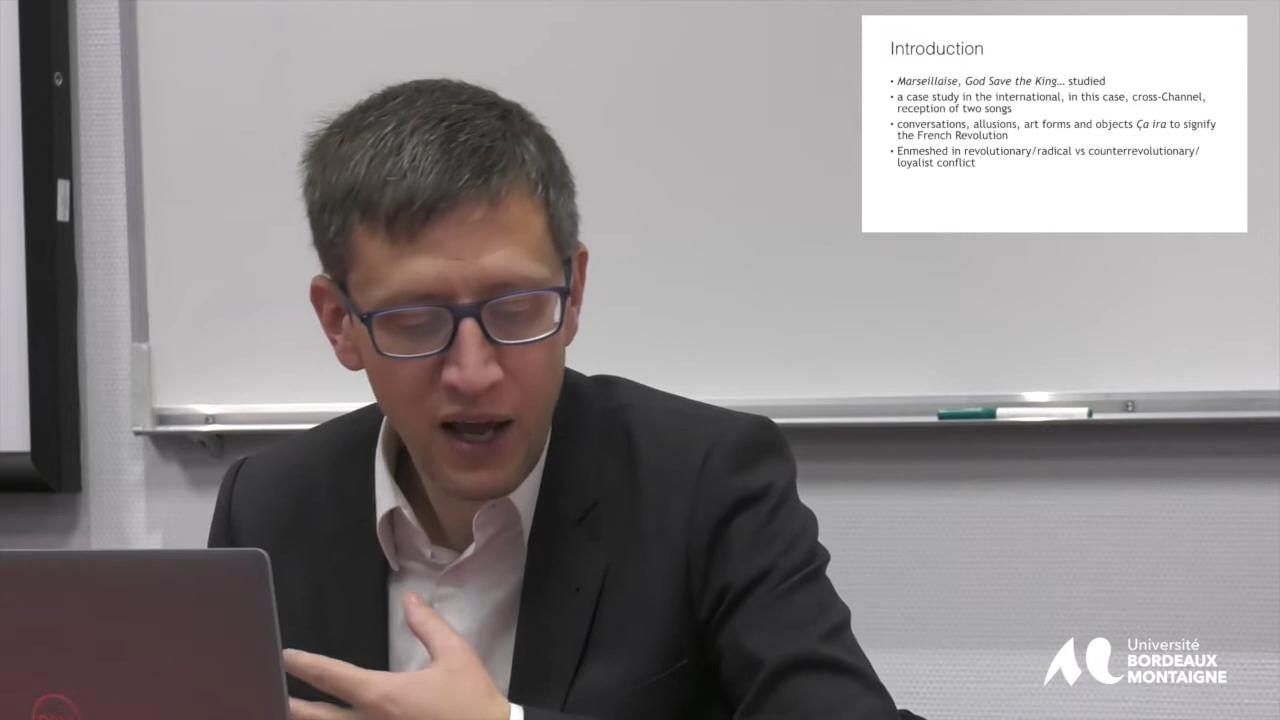 Introduction
• Marseillaise, God Save the King… studied
• a case study in the international, in this case, cross-Channel,
reception of two songs
• conversations, allusions, art forms and objects Ça ira to signify
the French Revolution
• Enmeshed in revolutionary/radical vs counterrevolutionary/
loyalist conflict
Université
BORDEAUX
MONTAIGNE